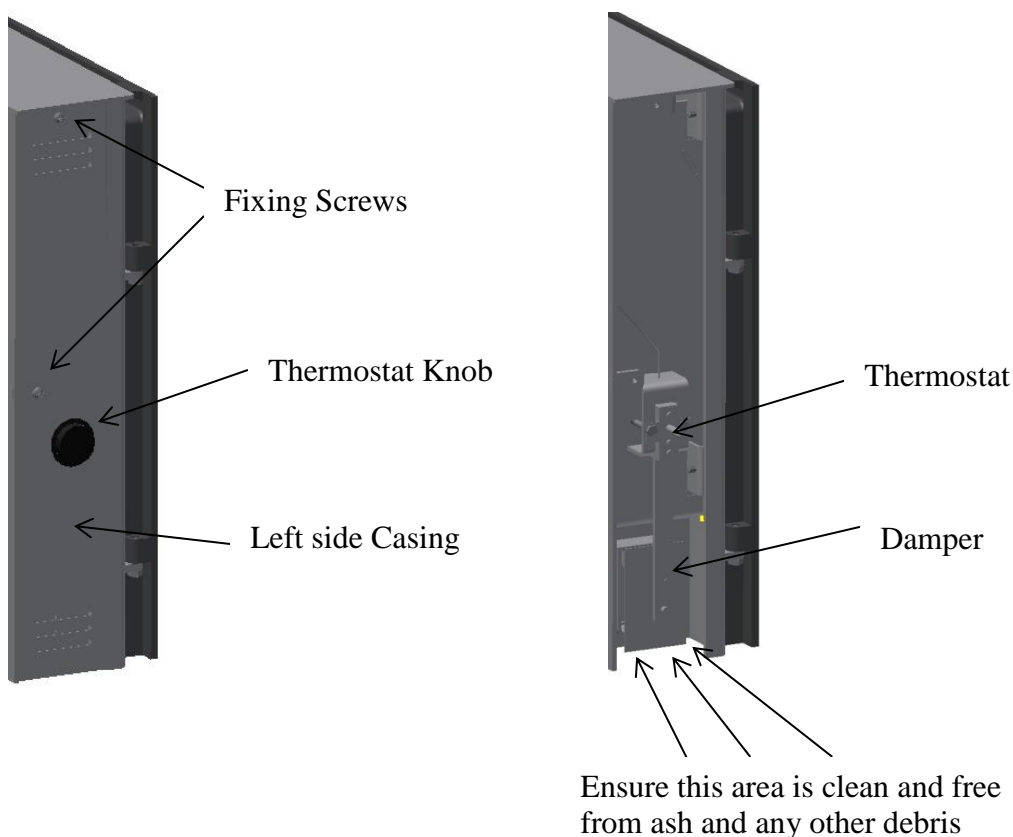 Fixing Screws
Thermostat Knob
Left side Casing
Thermostat
Damper
Ensure this area is clean and free
from ash and any other debris